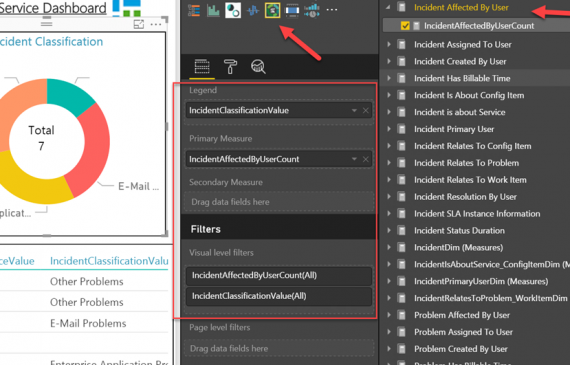 Service Dashboard
cident Classification
Total
7
E-Mail ...
plicat...
ceValue IncidentClassificationValu
Other Problems
Other Problems
E-Mail Problems
Enterprise Application Pro
Legend
IncidentClassificationValue
Primary Measure
IncidentAffectedByUserCount
Secondary Measure
Drag data fields here
Filters
Visual level filters
IncidentAffectedByUserCount(All)
IncidentClassificationValue(All)
Page level filters
Drag data fields here
Incident Affected By User
IncidentAffectedByUserCount
Incident Assigned To User
Incident Created By User
Incident Has Billable Time
Incident Is About Config Item
Incident is about Service
Incident Primary User
Incident Relates To Config Item
Incident Relates To Problem
Incident Relates To Work Item
Incident Resolution By User
Incident SLA Instance Information
Incident Status Duration
IncidentDim (Measures)
IncidentIsAboutService_ConfigItemDim (M
IncidentPrimaryUserDim (Measures)
IncidentRelatesToProblem_WorkItemDim
Problem Affected By User
Problem Assigned To User
Problem Created By User
Problem Has Billable Time